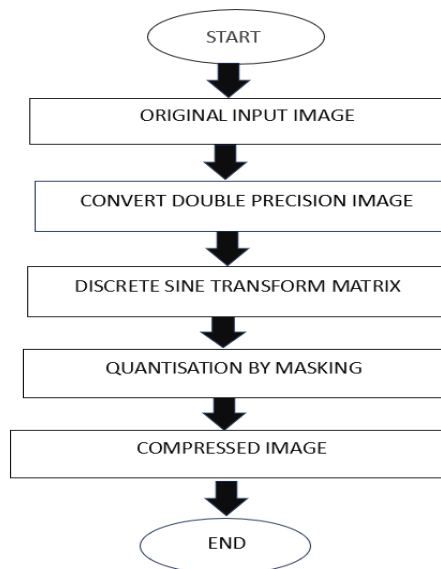 START
ORIGINAL INPUT IMAGE
CONVERT DOUBLE PRECISION IMAGE
DISCRETE SINE TRANSFORM MATRIX
QUANTISATION BY MASKING
COMPRESSED IMAGE
END